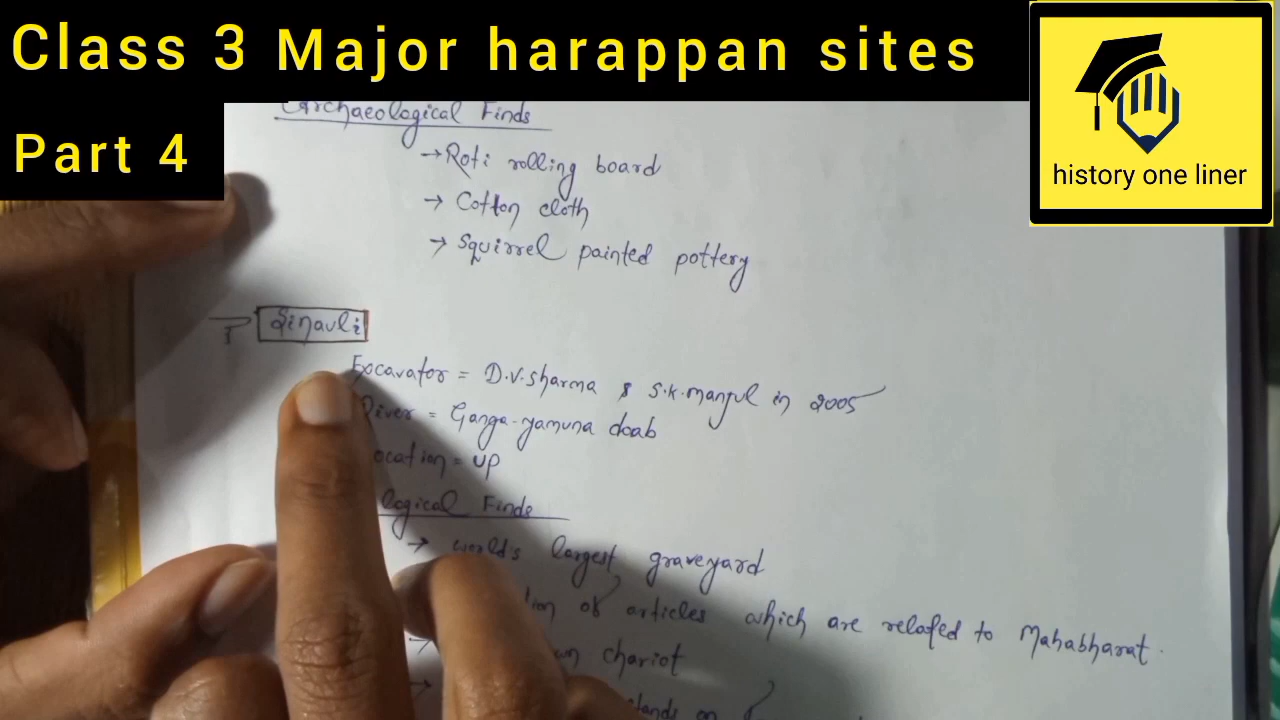 Class 3 Major harappan sites
Part 4
history one liner
Archaeological Finds
→ Roti rolling board
→ Cotton cloth
→ Squirrel painted pottery
Sinauli
Excavator = D.V. Sharma & S.K. manjul in 2005
River = Ganga-yamuna doab
ocation = UP
logical Finds
→ world's largest graveyard
of articles which are related to Mahabharat.
→ chariot
→ on